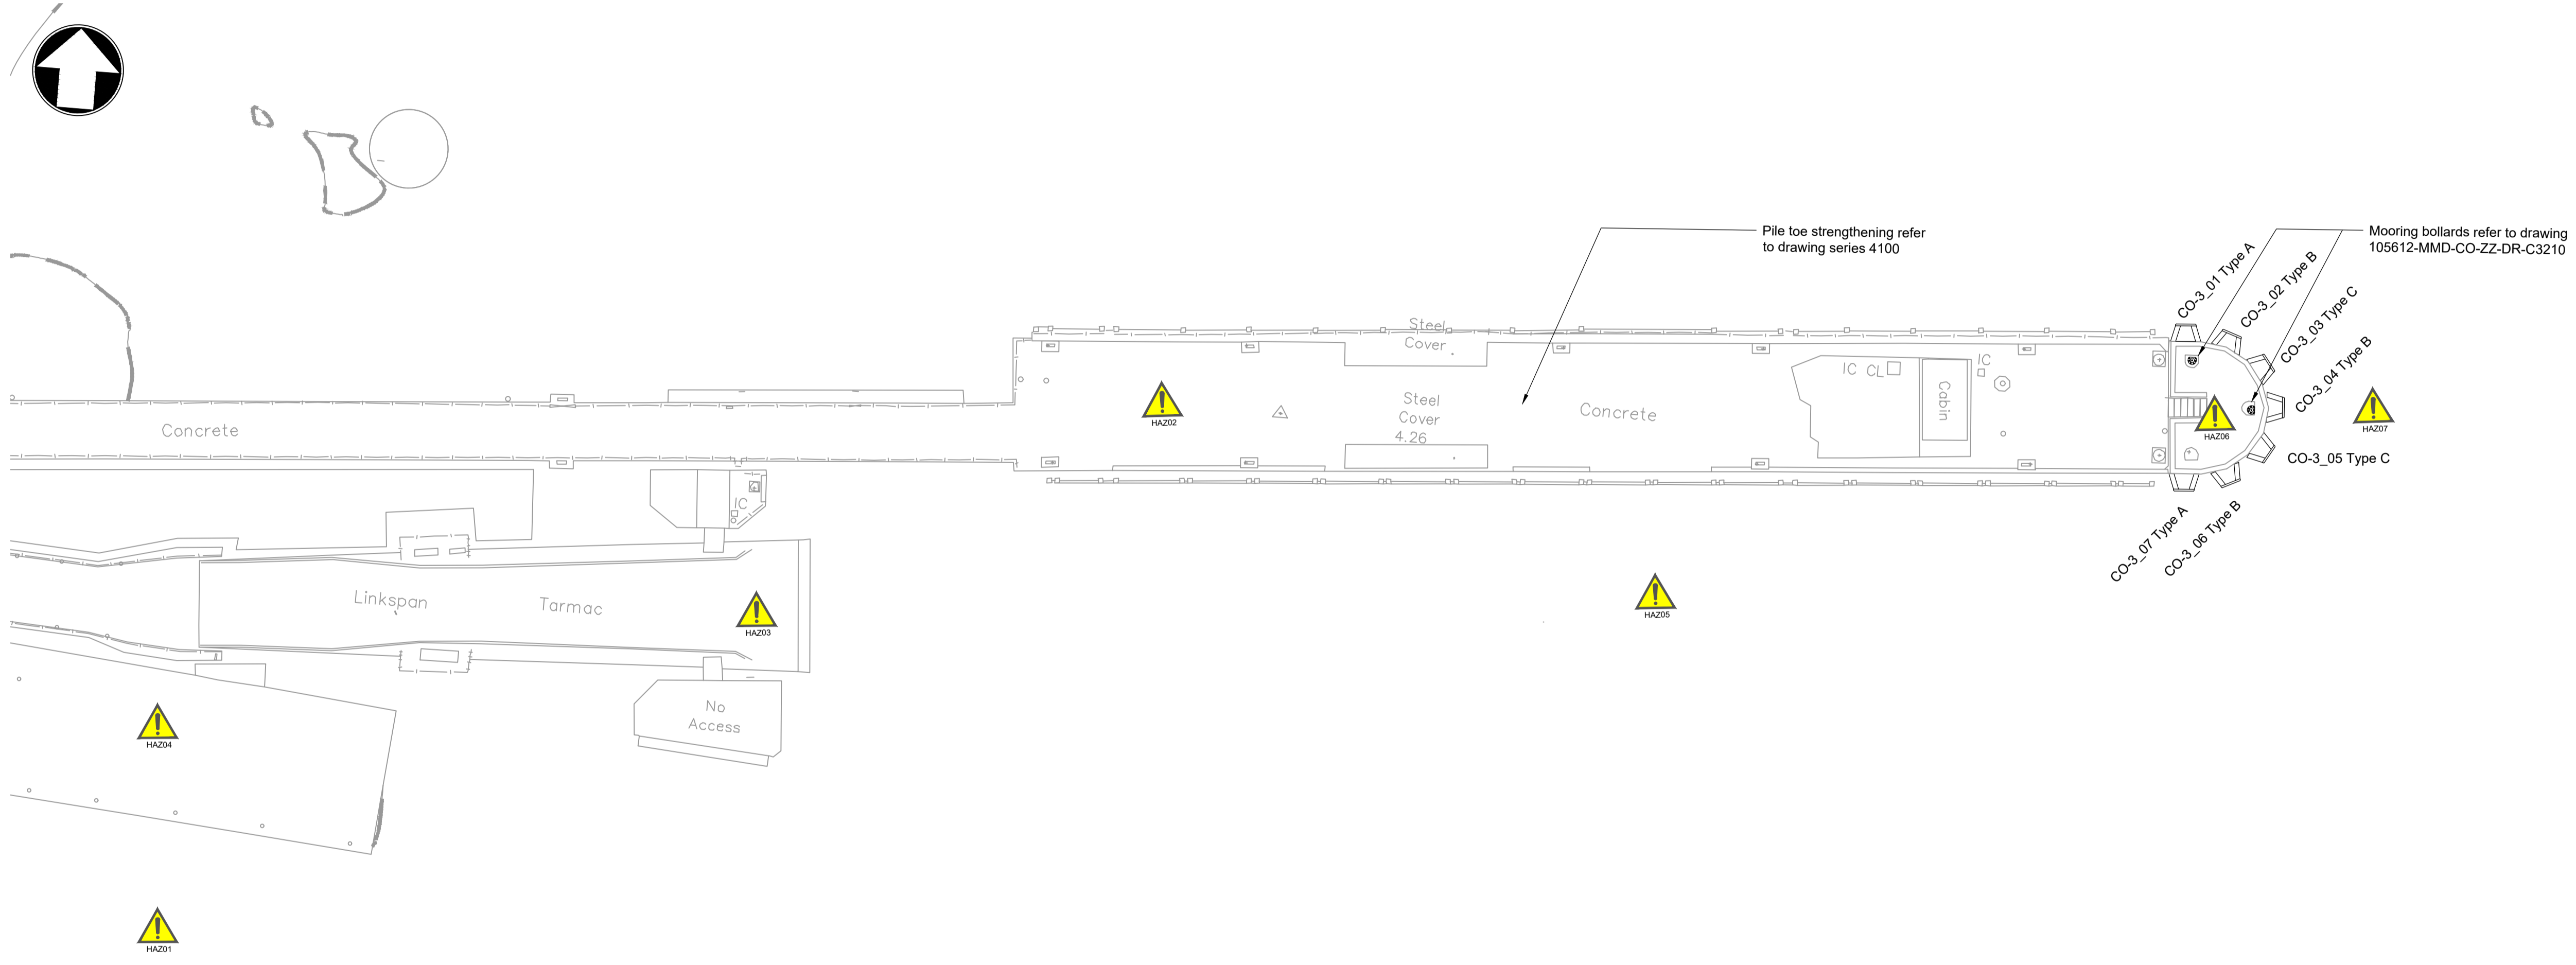 Pile toe strengthening refer
to drawing series 4100
Mooring bollards refer to drawing
105612-MMD-CO-ZZ-DR-C3210
CO-3_01 Type A
CO-3_02 Type B
CO-3_03 Type C
CO-3_04 Type B
CO-3_05 Type C
CO-3_06 Type B
CO-3_07 Type A
Steel
Cover
Steel
Cover
4.26
Concrete
IC CL
Cabin
IC
HAZ02
HAZ06
HAZ07
Concrete
IC
Linkspan
Tarmac
HAZ03
HAZ05
No
Access
HAZ04
HAZ01